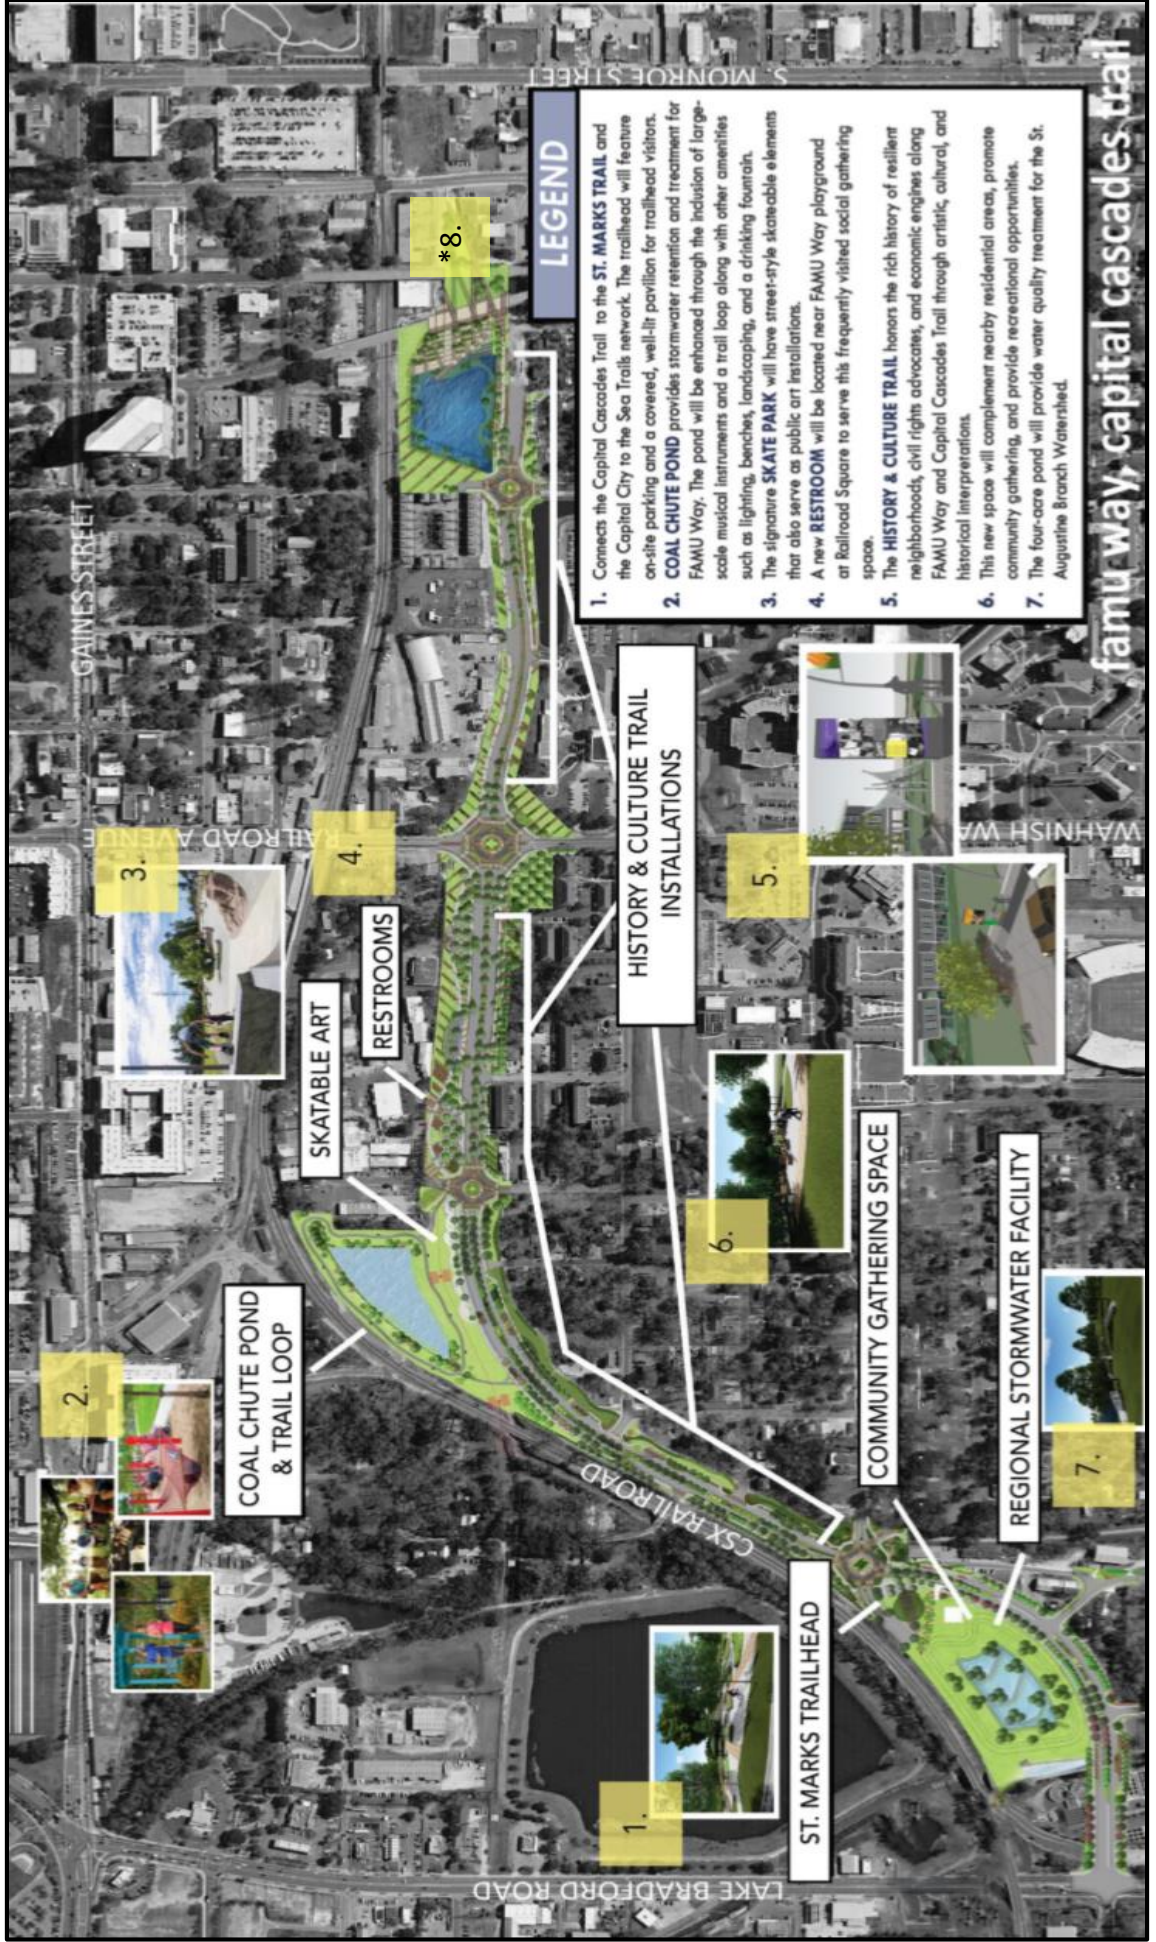 S. MONROE STREET
GAINES STREET
RAILROAD AVENUE
WAHNISH WA
LAKE BRADFORD ROAD
CSX RAILROAD
1.
2.
3.
4.
5.
6.
7.
*8.
COAL CHUTE POND
& TRAIL LOOP
SKATABLE ART
RESTROOMS
HISTORY & CULTURE TRAIL
INSTALLATIONS
ST. MARKS TRAILHEAD
COMMUNITY GATHERING SPACE
REGIONAL STORMWATER FACILITY
LEGEND
1. Connects the Capital Cascades Trail to the ST. MARKS TRAIL and
the Capital City to the Sea Trails network. The trailhead will feature
on-site parking and a covered, well-lit pavilion for trailhead visitors.
2. COAL CHUTE POND provides stormwater retention and treatment for
FAMU Way. The pond will be enhanced through the inclusion of large-
scale musical instruments and a trail loop along with other amenities
such as lighting, benches, landscaping, and a drinking fountain.
3. The signature SKATE PARK will have street-style skateable elements
that also serve as public art installations.
4. A new RESTROOM will be located near FAMU Way playground
at Railroad Square to serve this frequently visited social gathering
space.
5. The HISTORY & CULTURE TRAIL honors the rich history of resilient
neighborhoods, civil rights advocates, and economic engines along
FAMU Way and Capital Cascades Trail through artistic, cultural, and
historical interpretations.
6. This new space will complement nearby residential areas, promote
community gathering, and provide recreational opportunities.
7. The four-acre pond will provide water quality treatment for the St.
Augustine Branch Watershed.
famu way, capital cascades trail